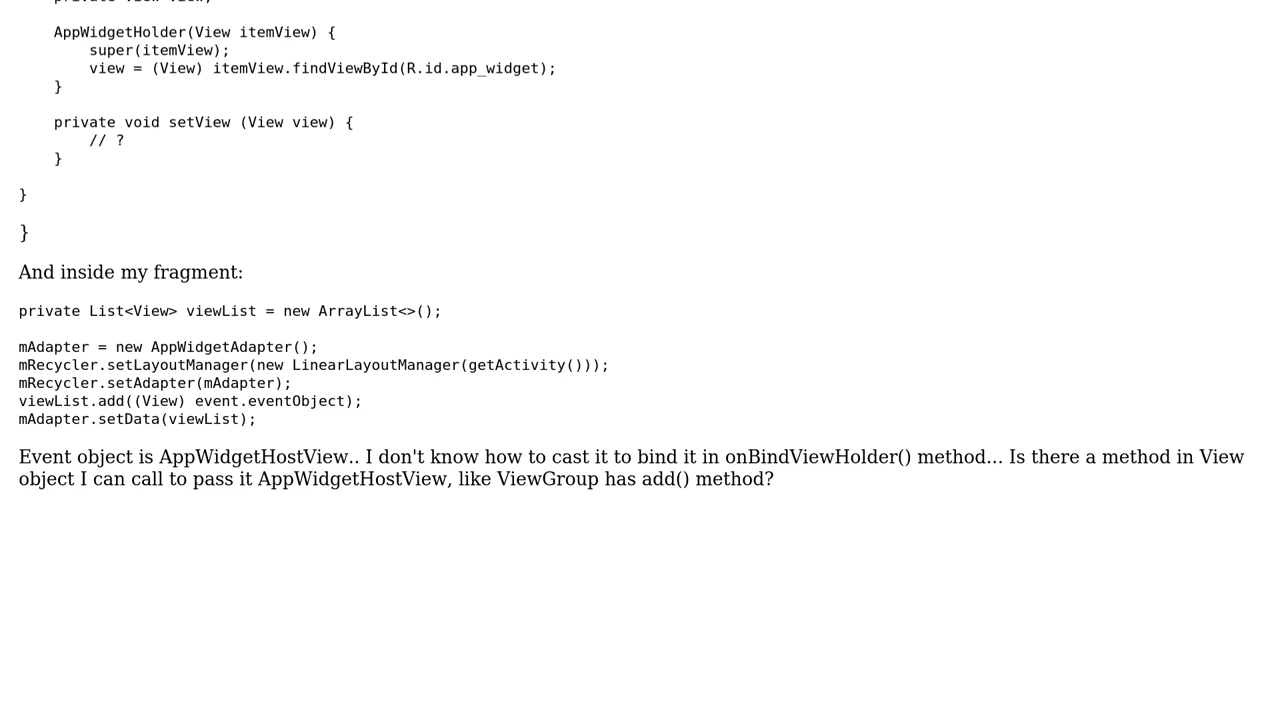 AppWidgetHolder(View itemView) {
super(itemView);
view = (View) itemView.findViewById(R.id.app_widget);
}
private void setView (View view) {
// ?
}
}
}
And inside my fragment:
private List<View> viewList = new ArrayList<>();
mAdapter = new AppWidgetAdapter();
mRecycler.setLayoutManager(new LinearLayoutManager(getActivity()));
mRecycler.setAdapter(mAdapter);
viewList.add((View) event.eventObject);
mAdapter.setData(viewList);
Event object is AppWidgetHostView.. I don't know how to cast it to bind it in onBindViewHolder() method... Is there a method in View
object I can call to pass it AppWidgetHostView, like ViewGroup has add() method?